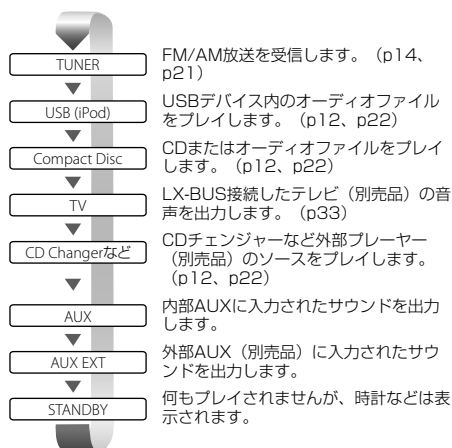 TUNER
FM/AM放送を受信します。（p14、
p21）
USB (iPod)
USBデバイス内のオーディオファイル
をプレイします。（p12、p22）
Compact Disc
CDまたはオーディオファイルをプレイ
します。（p12、p22）
TV
LX-BUS接続したテレビ（別売品）の音
声を出力します。（p33）
CD Changerなど
CDチェンジャーなど外部プレーヤー
（別売品）のソースをプレイします。
（p12、p22）
AUX
内部AUXに入力されたサウンドを出力
します。
AUX EXT
外部AUX（別売品）に入力されたサウ
ンドを出力します。
STANDBY
何もプレイされませんが、時計などは表
示されます。